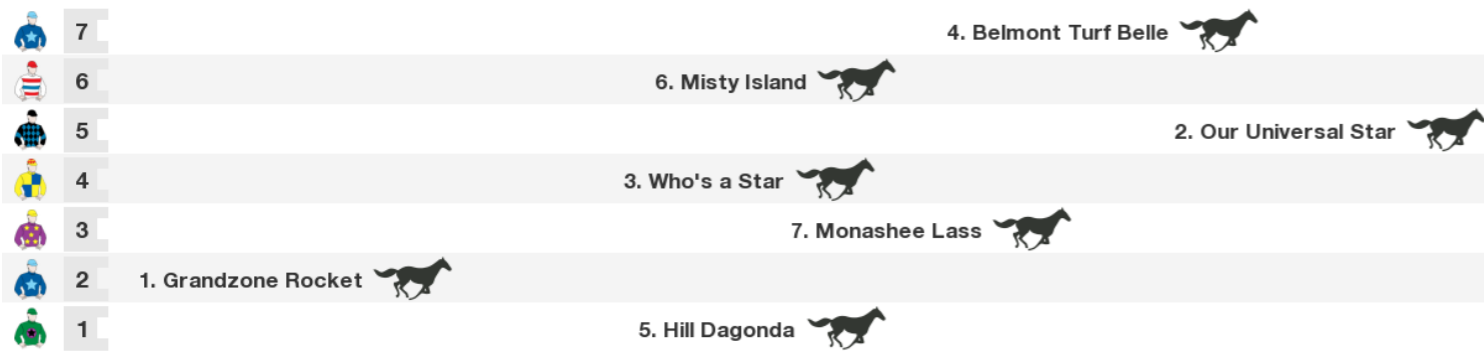 7 4. Belmont Turf Belle
6 6. Misty Island
5 2. Our Universal Star
4 3. Who's a Star
3 7. Monashee Lass
2 1. Grandzone Rocket
1 5. Hill Dagonda